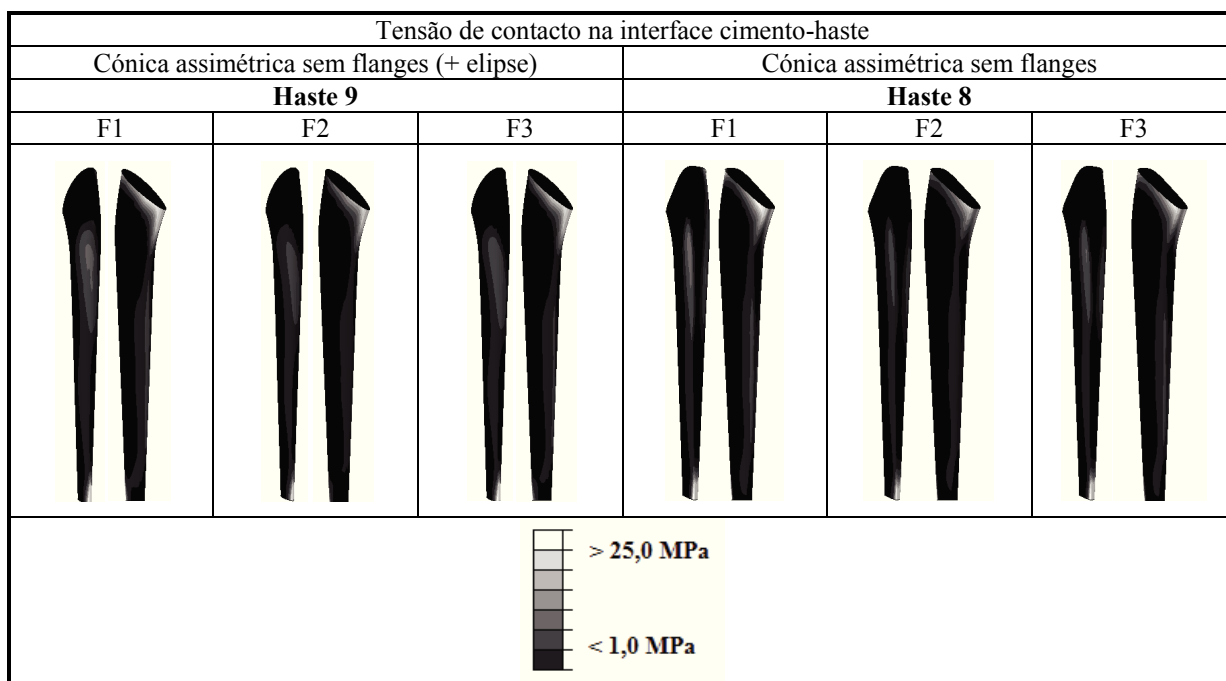 Tensão de contacto na interface cimento-haste
Cónica assimétrica sem flanges (+ elipse) Cónica assimétrica sem flanges
Haste 9 Haste 8
F1 F2 F3 F1 F2 F3
> 25,0 MPa
< 1,0 MPa